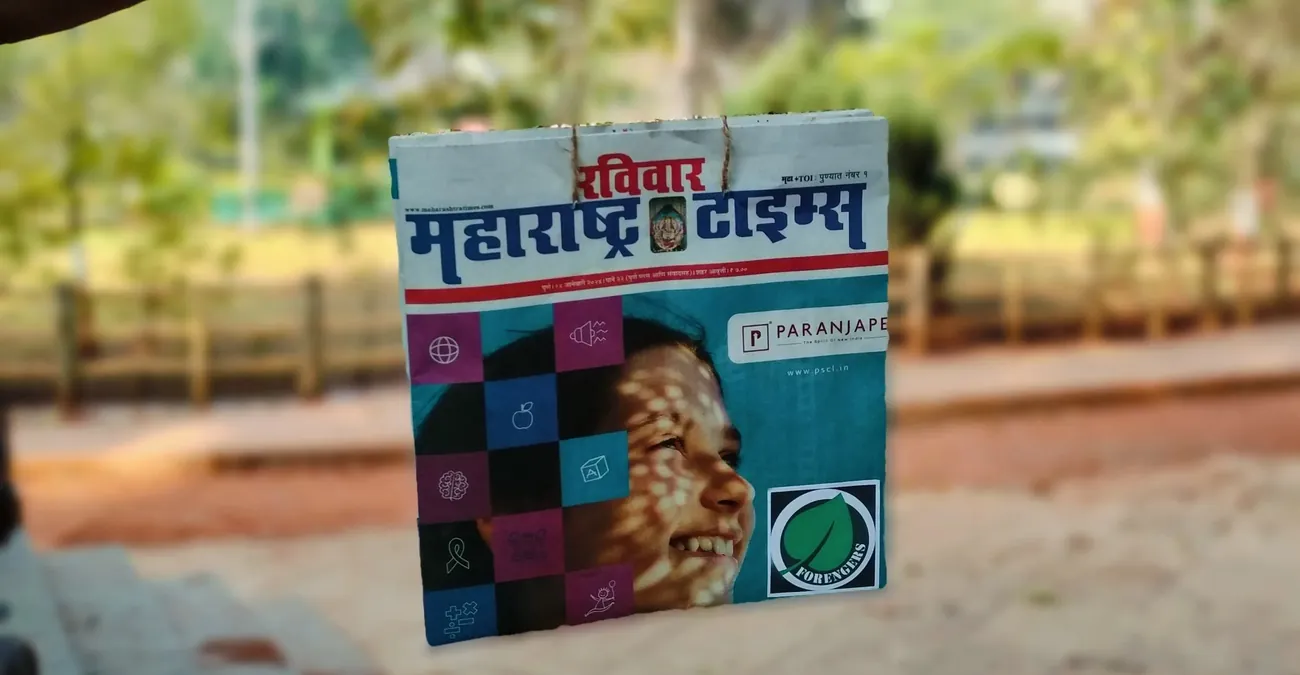 रविवार
मटा + TOI : पुण्यात नंबर १
www.maharashtratimes.com
महाराष्ट्र टाइम्स
P PARANJAPE
The Spirit of new India
www.pscl.in
A
FORENGERS